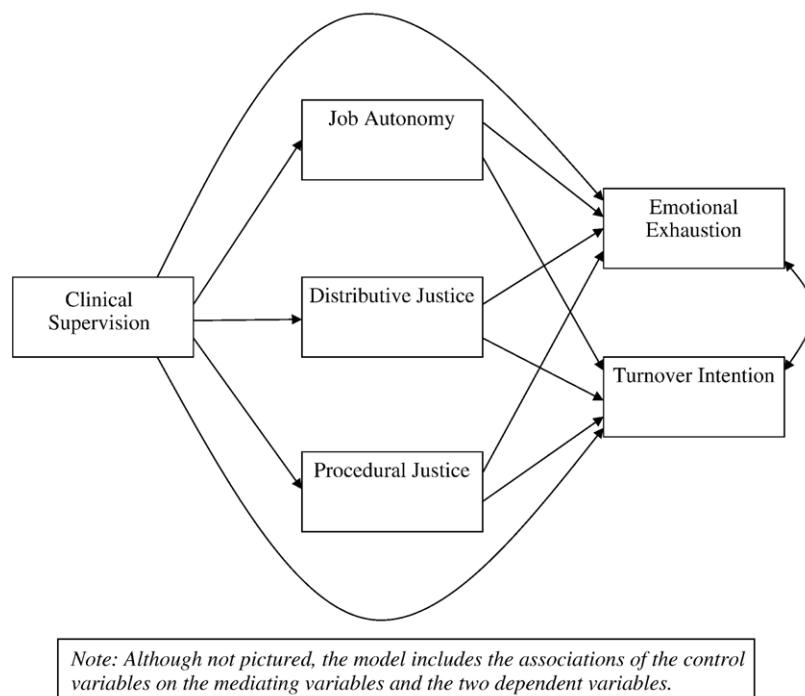 Job Autonomy
Emotional
Exhaustion
Clinical
Supervision
Distributive Justice
Turnover Intention
Procedural Justice
Note: Although not pictured, the model includes the associations of the control
variables on the mediating variables and the two dependent variables.